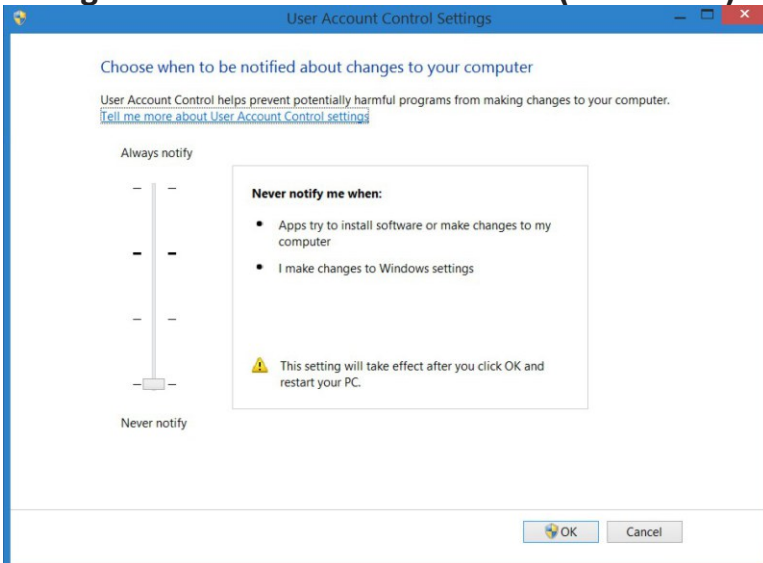 User Account Control Settings
Choose when to be notified about changes to your computer
User Account Control helps prevent potentially harmful programs from making changes to your computer.
Tell me more about User Account Control settings
Always notify
Never notify me when:
• Apps try to install software or make changes to my
computer
• I make changes to Windows settings
This setting will take effect after you click OK and
restart your PC.
Never notify
OK Cancel